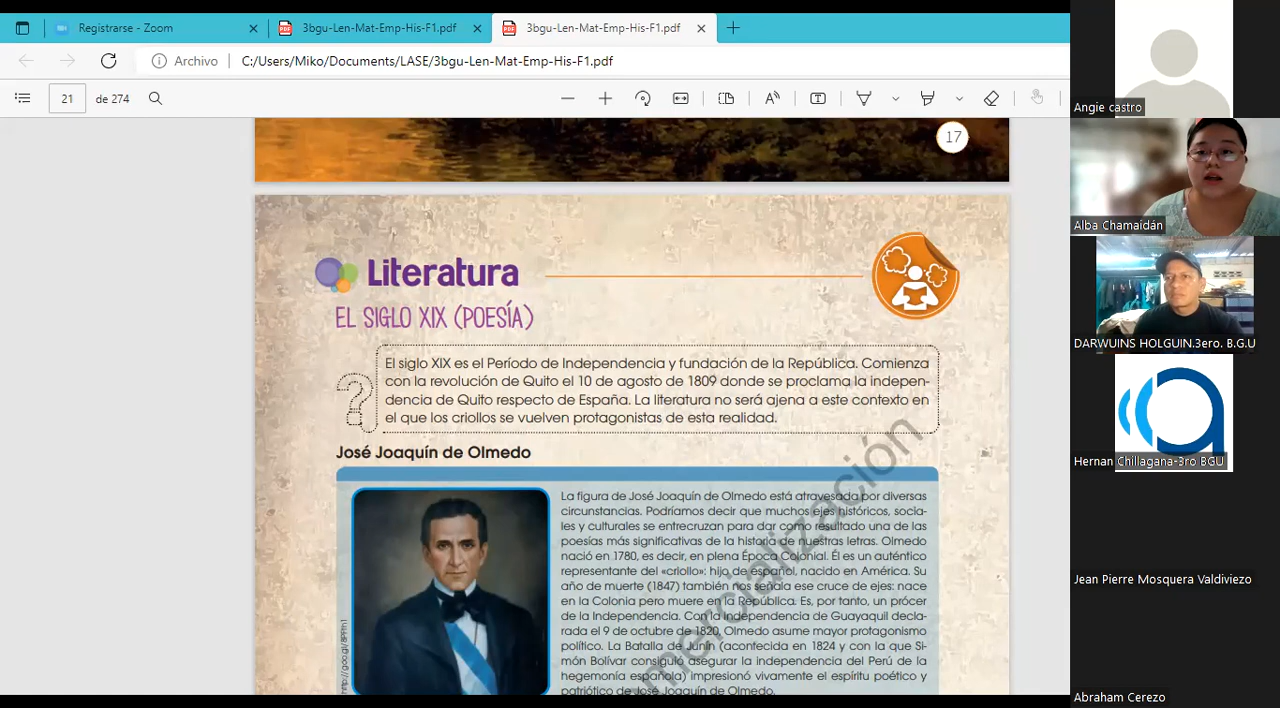 Registrarse - Zoom
3bgu-Len-Mat-Emp-His-F1.pdf
3bgu-Len-Mat-Emp-His-F1.pdf
Archivo
C:/Users/Miko/Documents/LASE/3bgu-Len-Mat-Emp-His-F1.pdf
21
de 274
17
Literatura
EL SIGLO XIX (POESÍA)
El siglo XIX es el Período de Independencia y fundación de la República. Comienza
con la revolución de Quito el 10 de agosto de 1809 donde se proclama la indepen-
dencia de Quito respecto de España. La literatura no será ajena a este contexto en
el que los criollos se vuelven protagonistas de esta realidad.
José Joaquín de Olmedo
La figura de José Joaquín de Olmedo está atravesada por diversas
circunstancias. Podríamos decir que muchos ejes históricos, socia-
les y culturales se entrecruzan para dar como resultado una de las
poesías más significativas de la historia de nuestras letras. Olmedo
nació en 1780, es decir, en plena Época Colonial. Él es un auténtico
representante del «criollo»: hijo de español, nacido en América. Su
año de muerte (1847) también nos señala ese cruce de ejes: nace
en la Colonia pero muere en la República. Es, por tanto, un prócer
de la Independencia. Con la independencia de Guayaquil decla-
rada el 9 de octubre de 1820, Olmedo asume mayor protagonismo
político. La Batalla de Junín (acontecida en 1824 y con la que Si-
món Bolívar consiguió asegurar la independencia del Perú de la
hegemonía española) impresionó vivamente el espíritu poético y
patriótico de José Joaquín de Olmedo.
Angie castro
Alba Chamaidán
DARWUINS HOLGUIN.3ero. B.G.U
Hernan Chillagana-3ro BGU
Jean Pierre Mosquera Valdiviezo
Abraham Cerezo